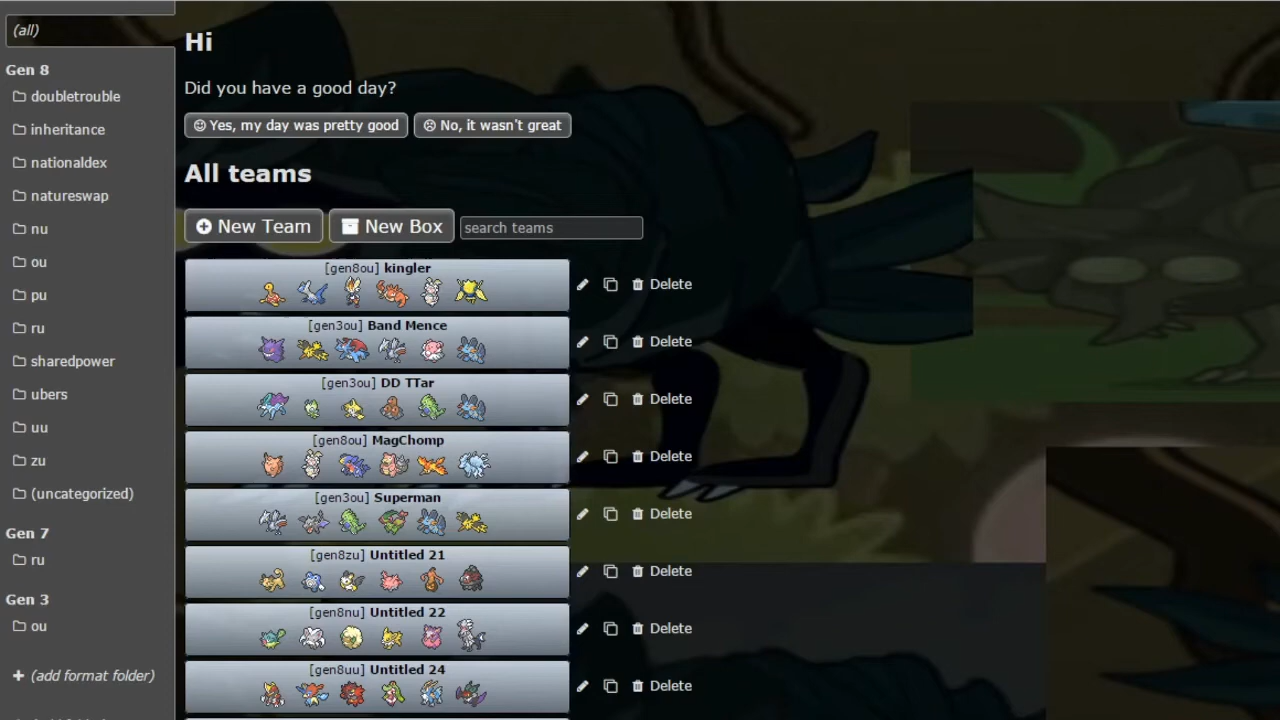 (all)
Gen 8
doubletrouble
inheritance
nationaldex
natureswap
nu
ou
pu
ru
sharedpower
ubers
uu
zu
(uncategorized)
Gen 7
ru
Gen 3
ou
(add format folder)
Hi
Did you have a good day?
Yes, my day was pretty good No, it wasn't great
All teams
New Team New Box search teams
[gen8ou] kingler
Delete
[gen3ou] Band Mence
Delete
[gen3ou] DD TTar
Delete
[gen8ou] MagChomp
Delete
[gen3ou] Superman
Delete
[gen8zu] Untitled 21
Delete
[gen8nu] Untitled 22
Delete
[gen8uu] Untitled 24
Delete